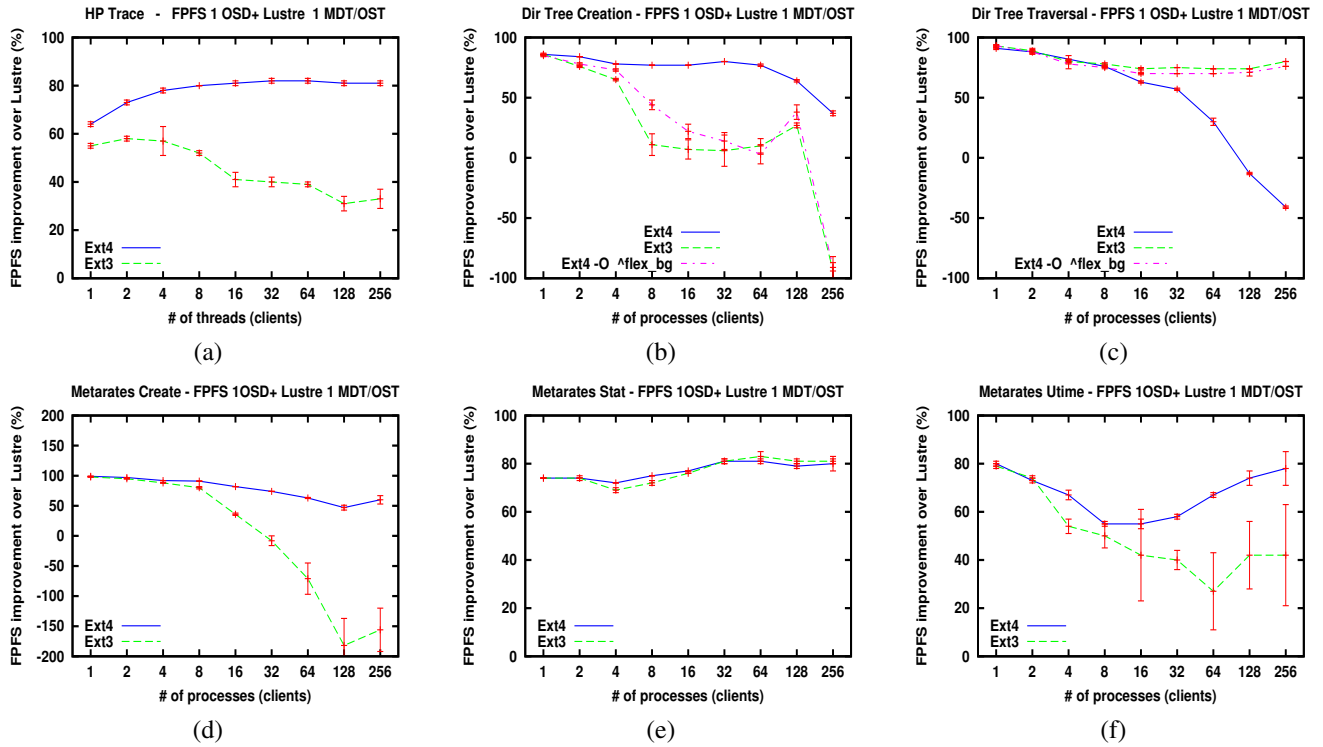 HP Trace - FPFS 1 OSD+ Lustre 1 MDT/OST
FPFS improvement over Lustre (%)
100
80
60
40
20
0
Ext4
Ext3
1 2 4 8 16 32 64 128 256
# of threads (clients)
(a)
Dir Tree Creation - FPFS 1 OSD+ Lustre 1 MDT/OST
FPFS improvement over Lustre (%)
100
50
0
-50
-100
Ext4
Ext3
Ext4 -O ^flex_bg
1 2 4 8 16 32 64 128 256
# of processes (clients)
(b)
Dir Tree Traversal - FPFS 1 OSD+ Lustre 1 MDT/OST
FPFS improvement over Lustre (%)
100
50
0
-50
-100
Ext4
Ext3
Ext4 -O ^flex_bg
1 2 4 8 16 32 64 128 256
# of processes (clients)
(c)
Metarates Create - FPFS 1OSD+ Lustre 1 MDT/OST
FPFS improvement over Lustre (%)
200
150
100
50
0
-50
-100
-150
-200
Ext4
Ext3
1 2 4 8 16 32 64 128 256
# of processes (clients)
(d)
Metarates Stat - FPFS 1OSD+ Lustre 1 MDT/OST
FPFS improvement over Lustre (%)
100
80
60
40
20
0
Ext4
Ext3
1 2 4 8 16 32 64 128 256
# of processes (clients)
(e)
Metarates Utime - FPFS 1OSD+ Lustre 1 MDT/OST
FPFS improvement over Lustre (%)
100
80
60
40
20
0
Ext4
Ext3
1 2 4 8 16 32 64 128 256
# of processes (clients)
(f)